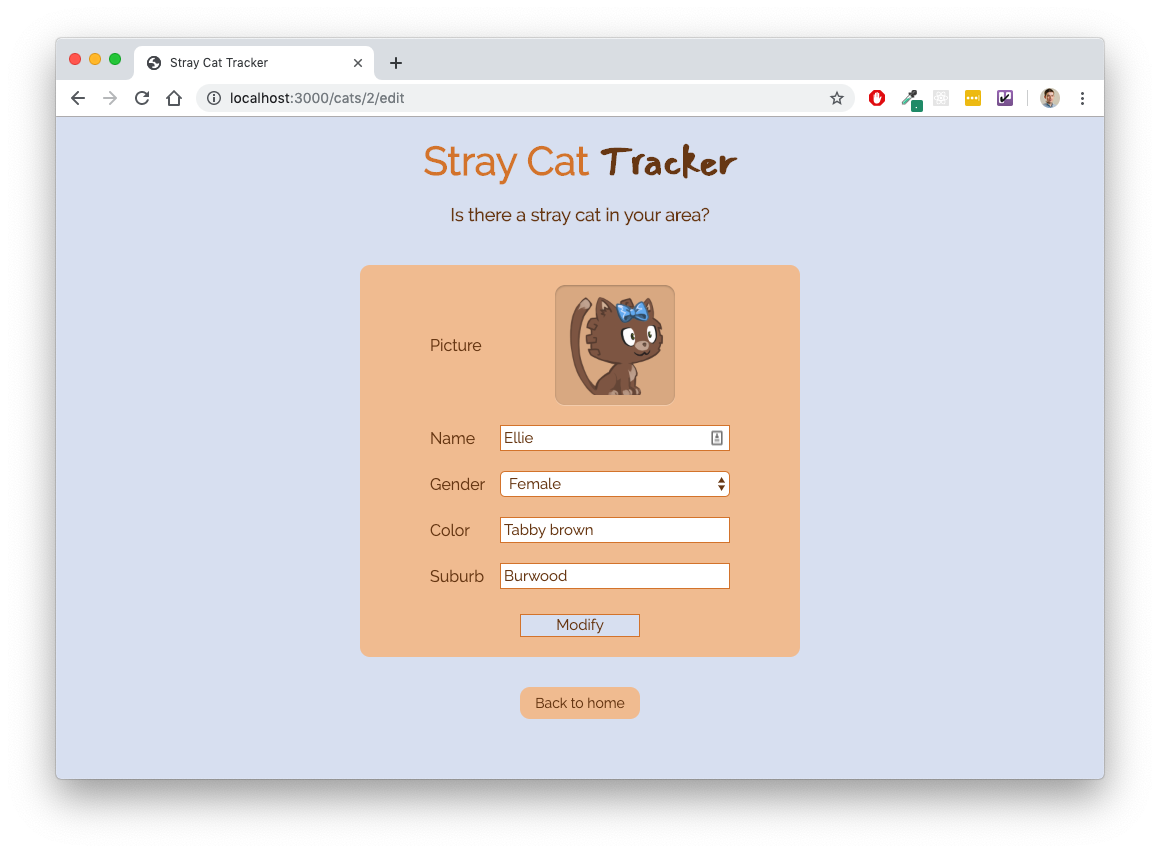 Stray Cat Tracker
localhost:3000/cats/2/edit
Stray Cat Tracker
Is there a stray cat in your area?
Picture
Name Ellie
Gender Female
Color Tabby brown
Suburb Burwood
Modify
Back to home